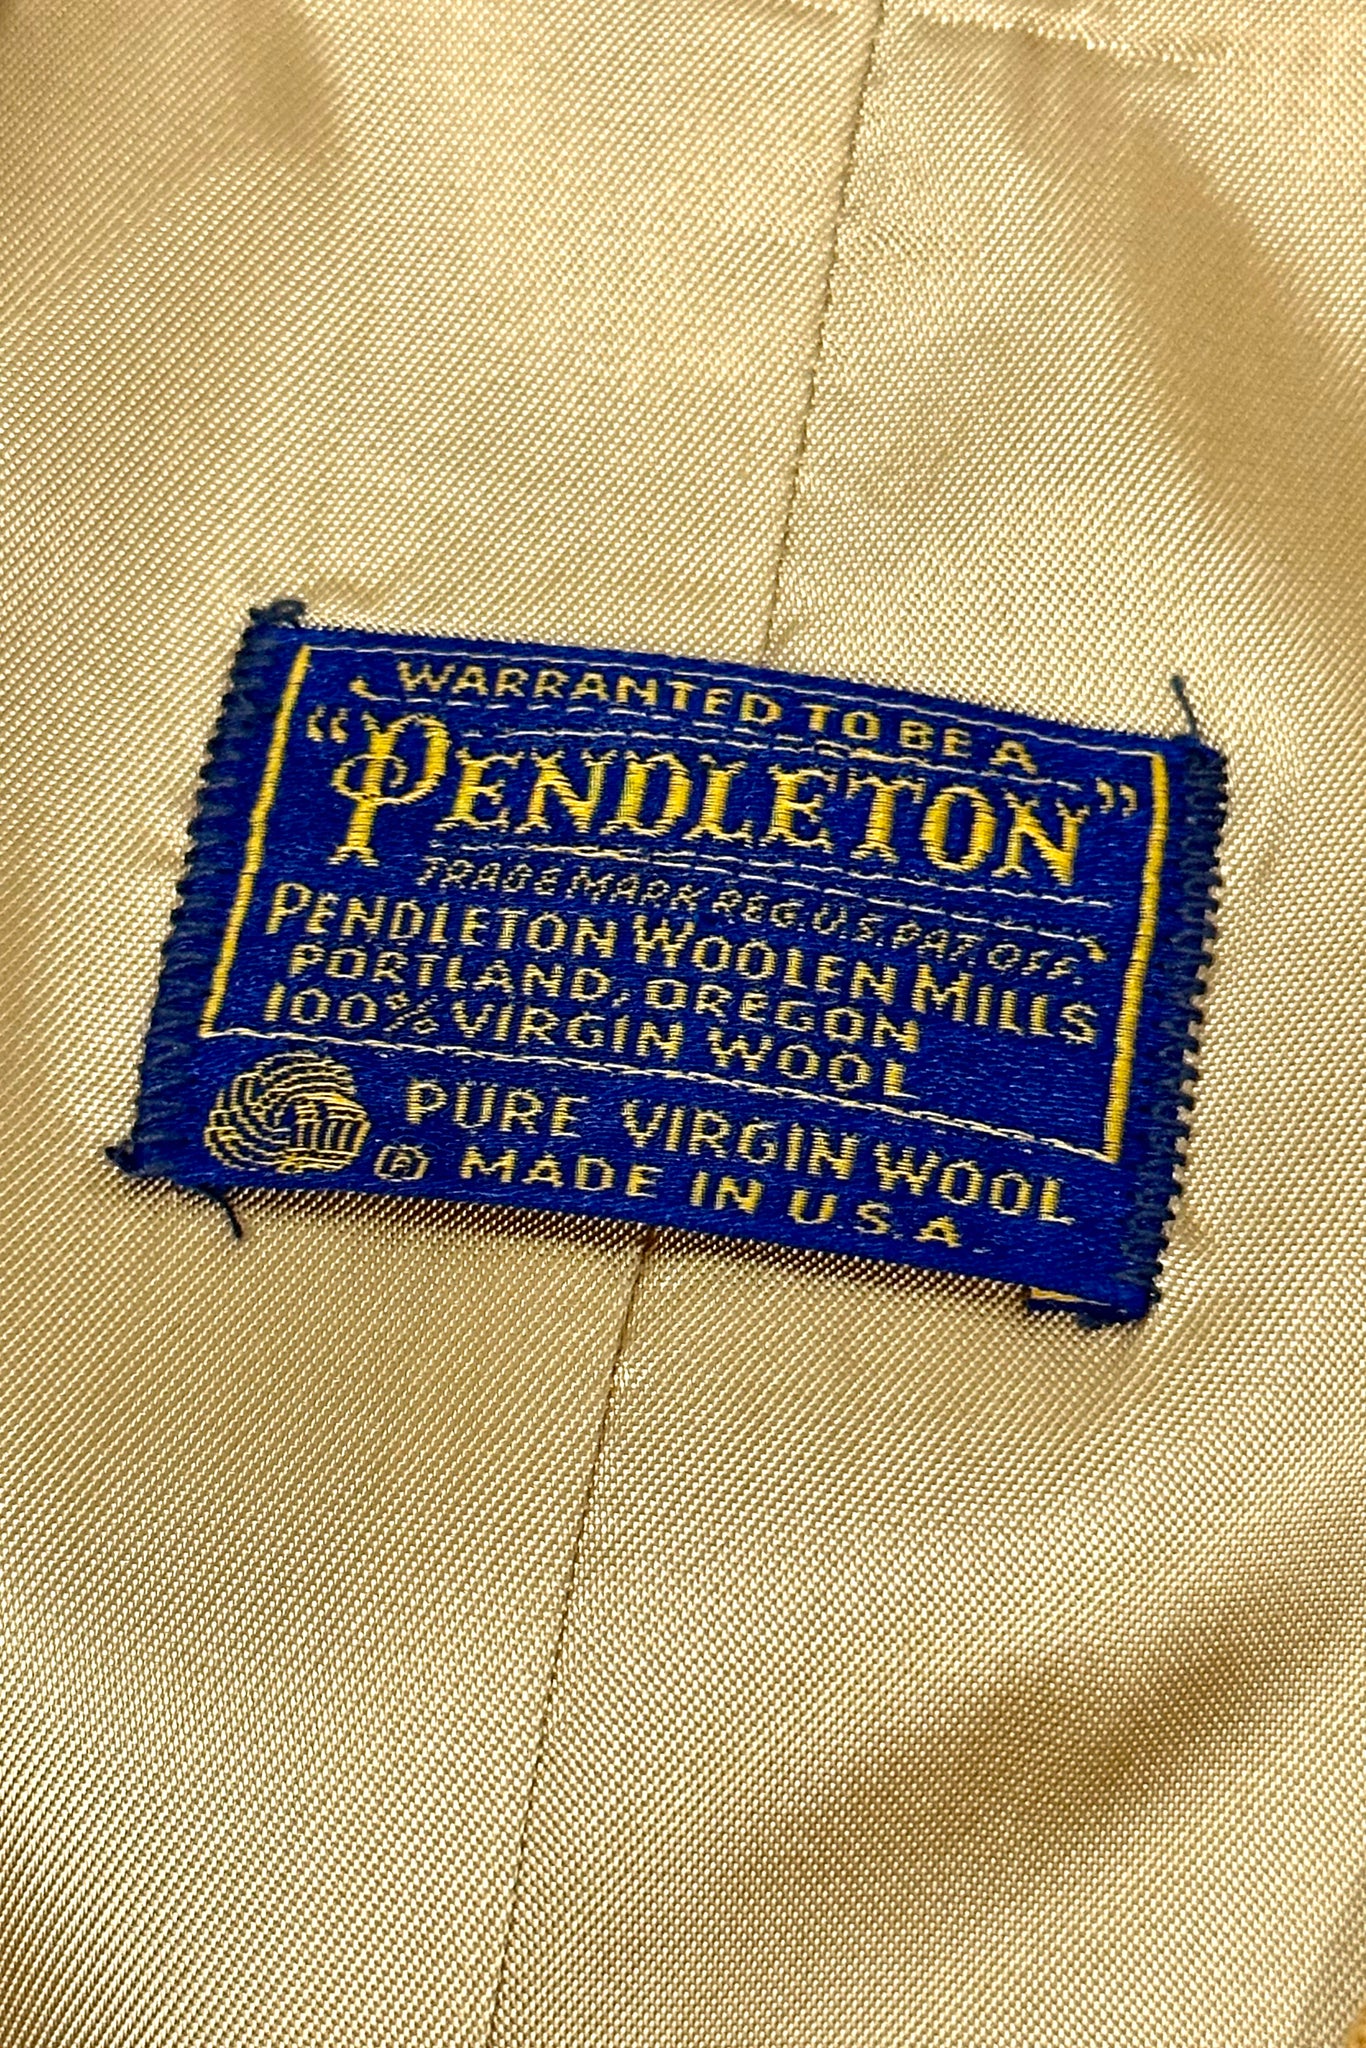 WARRANTED TO BE A
"PENDLETON"
TRADE MARK REG. U.S. PAT. OFF.
PENDLETON WOOLEN MILLS
PORTLAND, OREGON
100% VIRGIN WOOL
PURE VIRGIN WOOL
® MADE IN U.S.A.